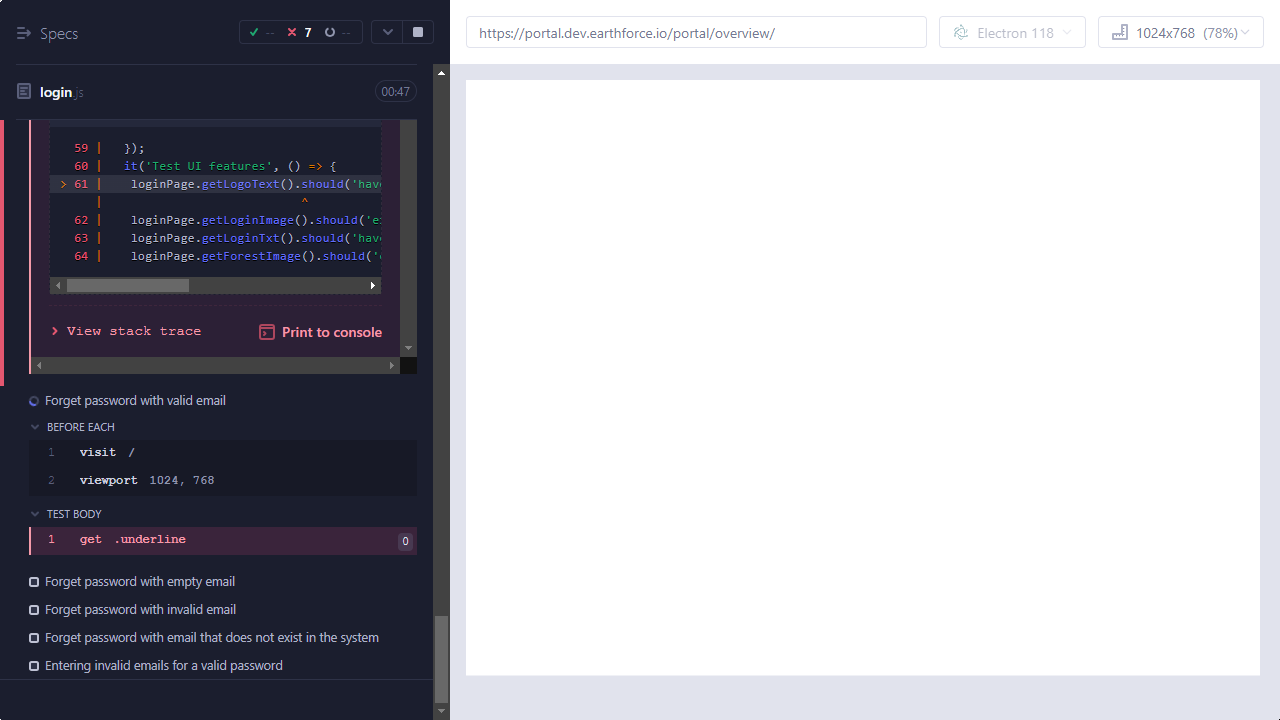 Specs
-- 7 --
login.js
00:47
59 | });
60 | it('Test UI features', () => {
> 61 | loginPage.getLogoText().should('have
| ^
62 | loginPage.getLoginImage().should('e
63 | loginPage.getLoginTxt().should('have
64 | loginPage.getForestImage().should('
View stack trace
Print to console
Forget password with valid email
BEFORE EACH
1 visit /
2 viewport 1024, 768
TEST BODY
1 get .underline 0
Forget password with empty email
Forget password with invalid email
Forget password with email that does not exist in the system
Entering invalid emails for a valid password
https://portal.dev.earthforce.io/portal/overview/
Electron 118
1024x768 (78%)